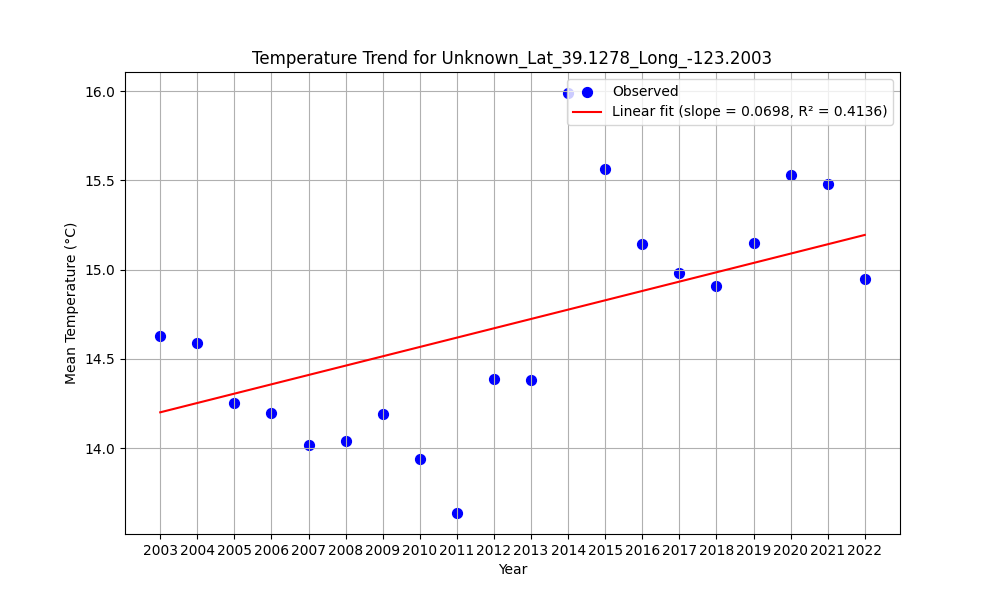 Temperature Trend for Unknown_Lat_39.1278_Long_-123.2003
Observed
Linear fit (slope = 0.0698, R² = 0.4136)
Mean Temperature (°C)
16.0
15.5
15.0
14.5
14.0
2003 2004 2005 2006 2007 2008 2009 2010 2011 2012 2013 2014 2015 2016 2017 2018 2019 2020 2021 2022
Year